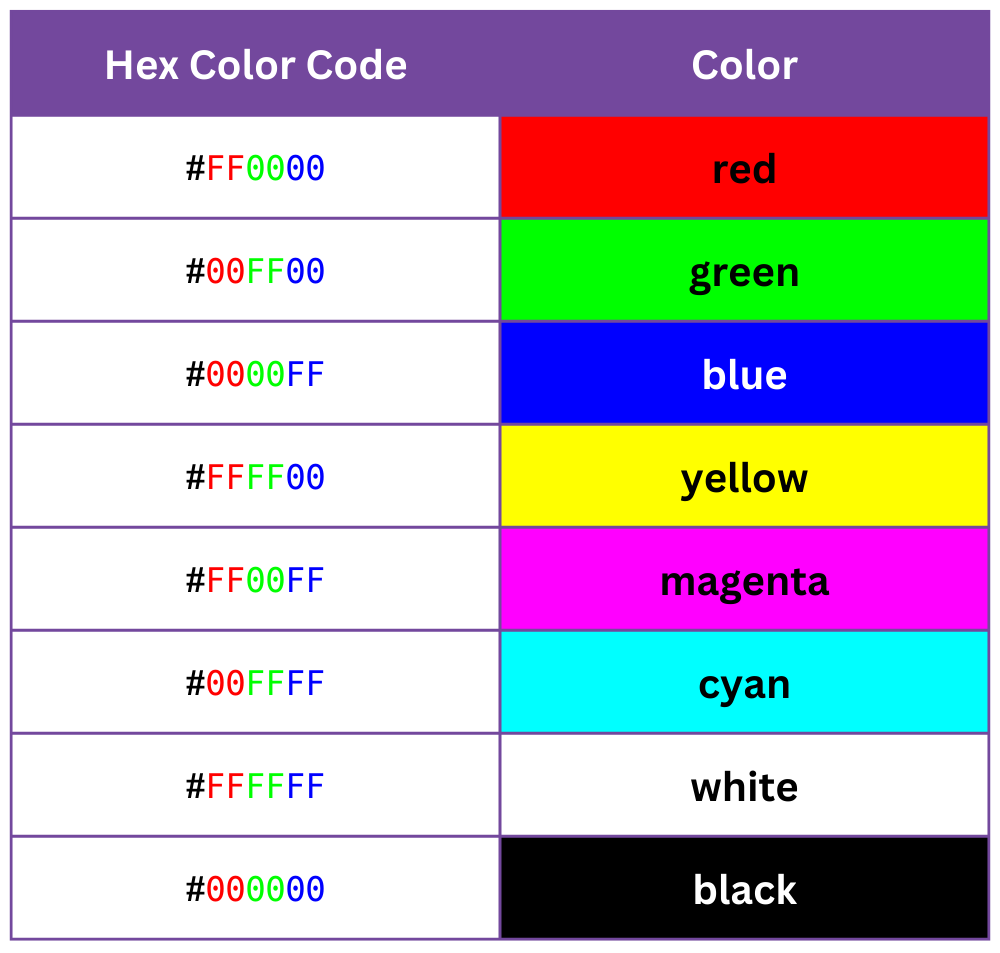 Hex Color Code Color
#FF0000 red
#00FF00 green
#0000FF blue
#FFFF00 yellow
#FF00FF magenta
#00FFFF cyan
#FFFFFF white
#000000 black